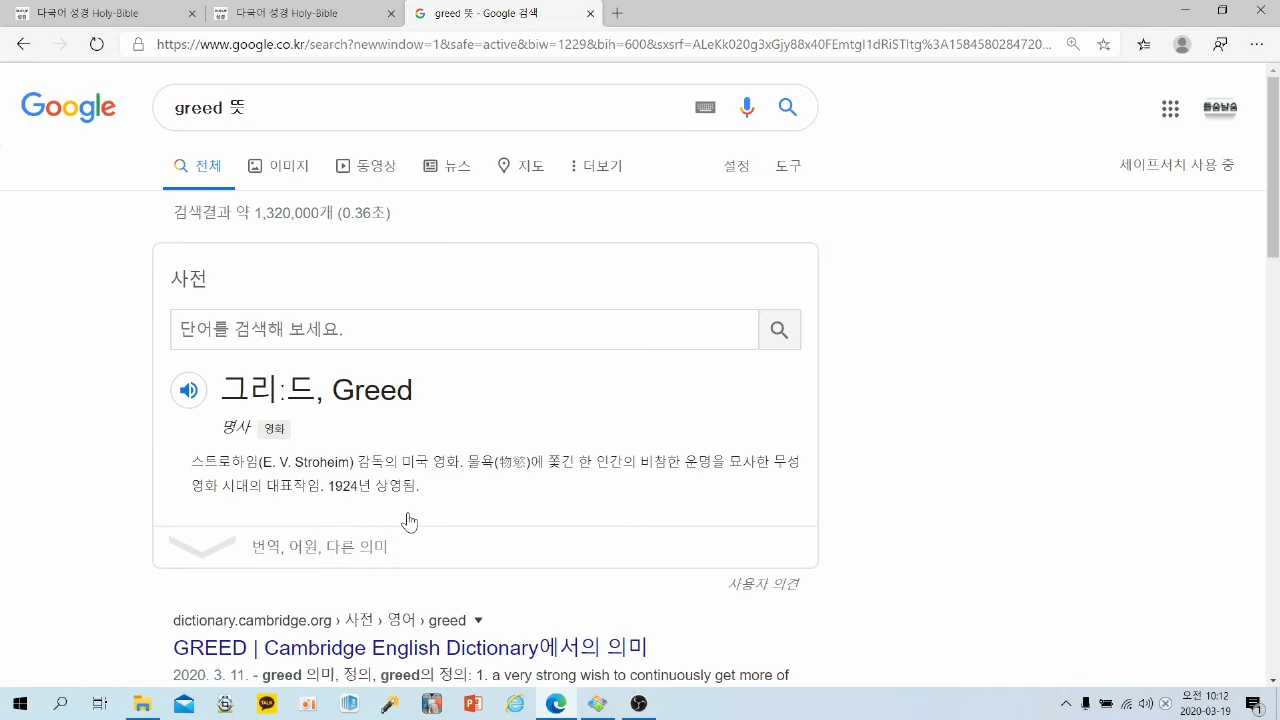 다국어 성경 Holy-Bible
다국어 성경 Holy-Bible
greed 뜻 - Google 검색
https://www.google.co.kr/search?newwindow=1&safe=active&biw=1229&bih=600&sxsrf=ALeKk020g3xGjy88x40FEmtgI1dRiSTItg%3A1584580284720...
Google
greed 뜻
전체 이미지 동영상 뉴스 지도 더보기 설정 도구
세이프서치 사용 중
검색결과 약 1,320,000개 (0.36초)
사전
단어를 검색해 보세요.
그리ː드, Greed
명사 영화
스트로하임(E. V. Stroheim) 감독의 미국 영화. 물욕(物慾)에 쫓긴 한 인간의 비참한 운명을 묘사한 무성
영화 시대의 대표작임. 1924년 상영됨.
번역, 어원, 다른 의미
사용자 의견
dictionary.cambridge.org › 사전 › 영어 › greed
GREED | Cambridge English Dictionary에서의 의미
2020. 3. 11. - greed 의미, 정의, greed의 정의: 1. a very strong wish to continuously get more of
오전 10:12
2020-03-19